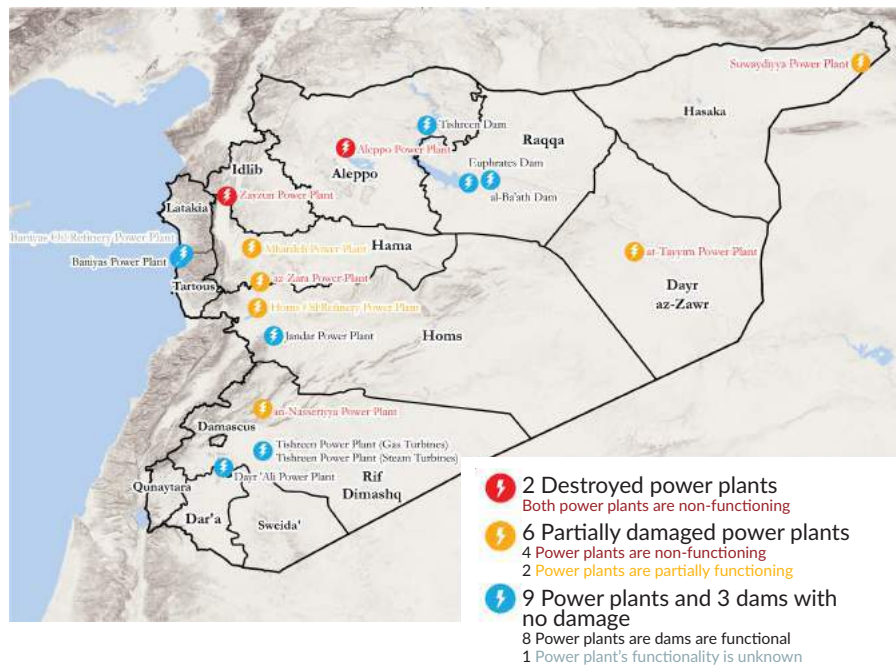 Suwaydiyya Power Plant
Hasaka
Tishreen Dam
Raqqa
Aleppo Power Plant
Idlib
Aleppo
Euphrates Dam
al-Ba'ath Dam
Zayzun Power Plant
Latakia
Baniyas Oil Refinery Power Plant
Baniyas Power Plant
Mhardeh Power Plant
Hama
at-Tayyim Power Plant
az-Zara Power Plant
Tartous
Dayr
az-Zawr
Homs Oil Refinery Power Plant
Jandar Power Plant
Homs
an-Nasseriyya Power Plant
Damascus
Tishreen Power Plant (Gas Turbines)
Tishreen Power Plant (Steam Turbines)
Dayr 'Ali Power Plant
Rif
Dimashq
Qunaytara
Dar'a
Sweida'
2 Destroyed power plants
Both power plants are non-functioning
6 Partially damaged power plants
4 Power plants are non-functioning
2 Power plants are partially functioning
9 Power plants and 3 dams with
no damage
8 Power plants are dams are functional
1 Power plant's functionality is unknown